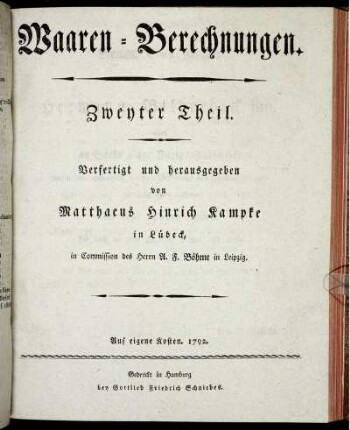 Waaren-Berechnungen.
Zweyter Theil.
Verfertigt und herausgegeben
von
Matthaeus Hinrich Kampke
in Lübeck,
in Commission des Herrn A. F. Böhme in Leipzig.
Auf eigene Kosten. 1792.
Gedruckt in Hamburg
bey Gottlieb Friedrich Schniebes.